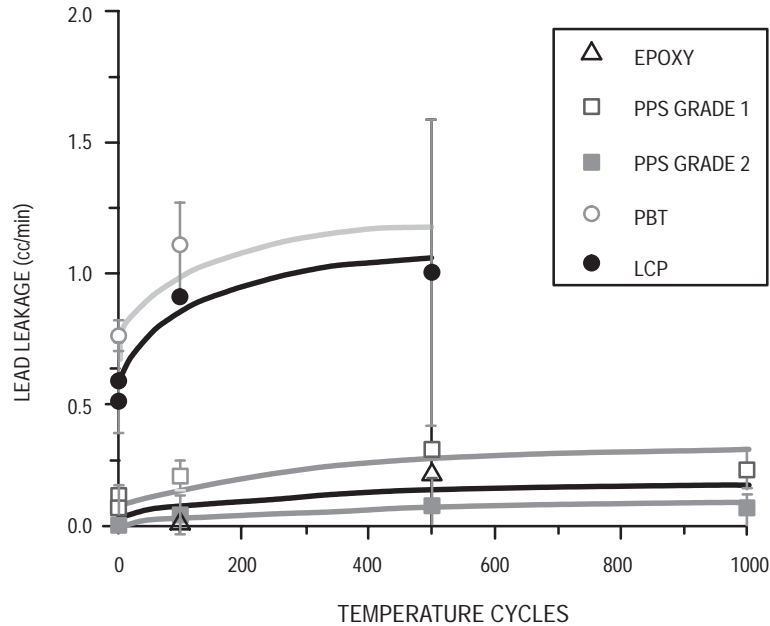 2.0
1.5
1.0
0.5
0.0
LEAD LEAKAGE (cc/min)
0
200
400
600
800
1000
TEMPERATURE CYCLES
EPOXY
PPS GRADE 1
PPS GRADE 2
PBT
LCP